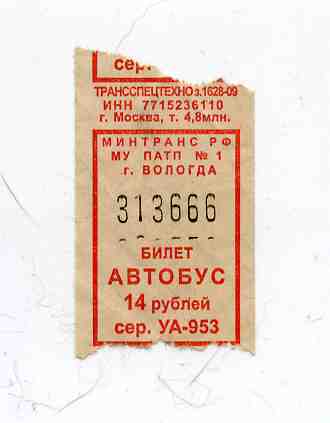 сер.
ТРАНССПЕЦТЕХНО з.1628-09
ИНН 7715236110
г. Москва, т. 4,8млн.
МИНТРАНС РФ
МУ ПАТП № 1
г. ВОЛОГДА
313666
БИЛЕТ
АВТОБУС
14 рублей
сер. УА-953